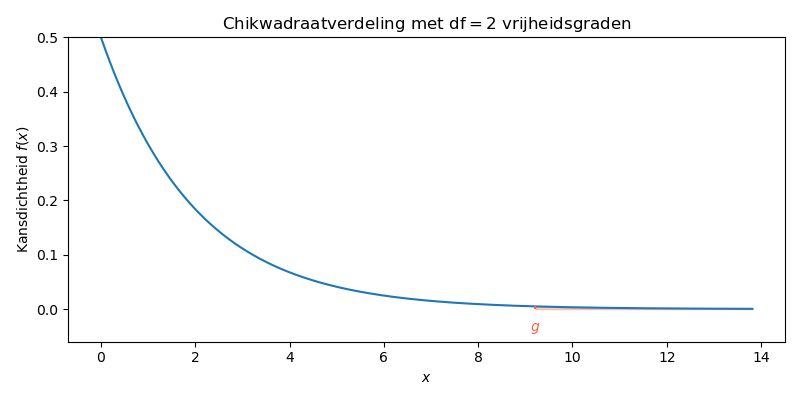 Chikwadraatverdeling met df = 2 vrijheidsgraden
Kansdichtheid f(x)
0.5
0.4
0.3
0.2
0.1
0.0
g
0 2 4 6 8 10 12 14
x